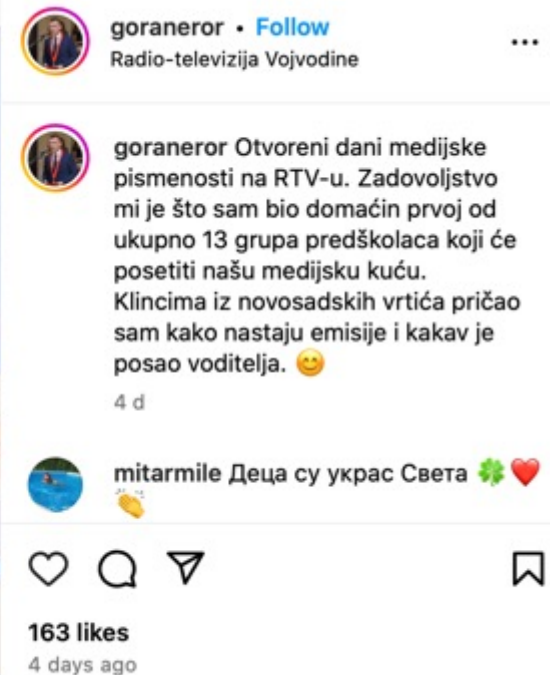 goraneror • Follow
Radio-televizija Vojvodine
goraneror Otvoreni dani medijske
pismenosti na RTV-u. Zadovoljstvo
mi je što sam bio domaćin prvoj od
ukupno 13 grupa predškolaca koji će
posetiti našu medijsku kuću.
Klincima iz novosadskih vrtića pričao
sam kako nastaju emisije i kakav je
posao voditelja. 😊
4 d
mitarmile Деца су украс Света 🍀❤️
👏
163 likes
4 days ago